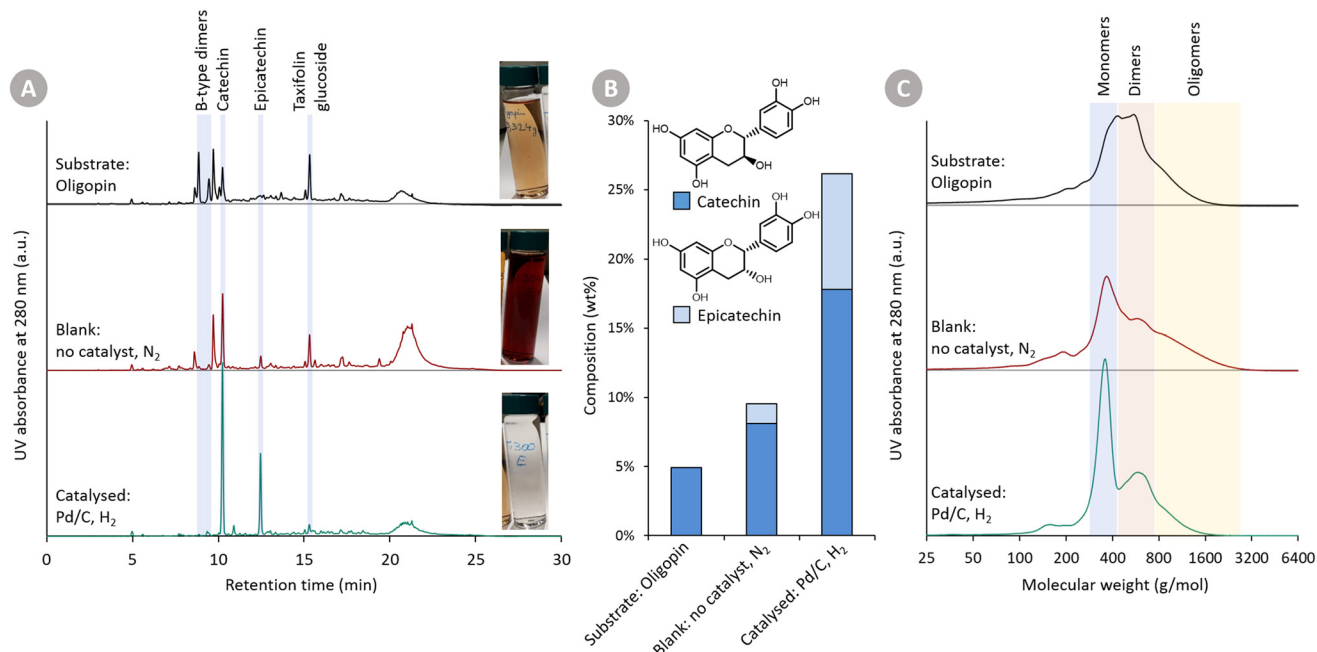 A
B-type dimers
Catechin
Epicatechin
Taxifolin
glucoside
Substrate:
Oligopin
Blank:
no catalyst, N₂
Catalysed:
Pd/C, H₂
UV absorbance at 280 nm (a.u.)
0
5
10
15
20
25
30
Retention time (min)
324g
T300
E
B
30%
25%
20%
15%
10%
5%
0%
Composition (wt%)
OH
OH
HO
O
OH
OH
Catechin
OH
OH
HO
O
OH
OH
Epicatechin
Substrate: Oligopin
Blank: no catalyst, N₂
Catalysed: Pd/C, H₂
C
Monomers
Dimers
Oligomers
Substrate:
Oligopin
Blank:
no catalyst, N₂
Catalysed:
Pd/C, H₂
UV absorbance at 280 nm (a.u.)
25
50
100
200
400
800
1600
3200
6400
Molecular weight (g/mol)